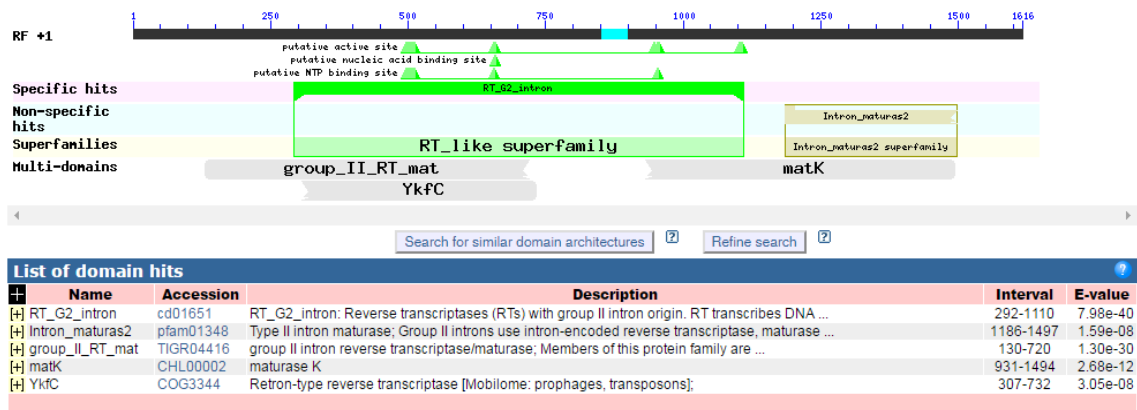 1 250 500 750 1000 1250 1500 1616
RF +1
putative active site
putative nucleic acid binding site
putative NTP binding site
Specific hits RT_G2_intron
Non-specific hits Intron_maturas2
Superfamilies RT_like superfamily Intron_maturas2 superfamily
Multi-domains group_II_RT_mat matK
YkfC
Search for similar domain architectures ? Refine search ?
List of domain hits ?
+ Name Accession Description Interval E-value
[+] RT_G2_intron cd01651 RT_G2_intron: Reverse transcriptases (RTs) with group II intron origin. RT transcribes DNA ... 292-1110 7.98e-40
[+] Intron_maturas2 pfam01348 Type II intron maturase; Group II introns use intron-encoded reverse transcriptase, maturase ... 1186-1497 1.59e-08
[+] group_II_RT_mat TIGR04416 group II intron reverse transcriptase/maturase; Members of this protein family are ... 130-720 1.30e-30
[+] matK CHL00002 maturase K 931-1494 2.68e-12
[+] YkfC COG3344 Retron-type reverse transcriptase [Mobilome: prophages, transposons]; 307-732 3.05e-08